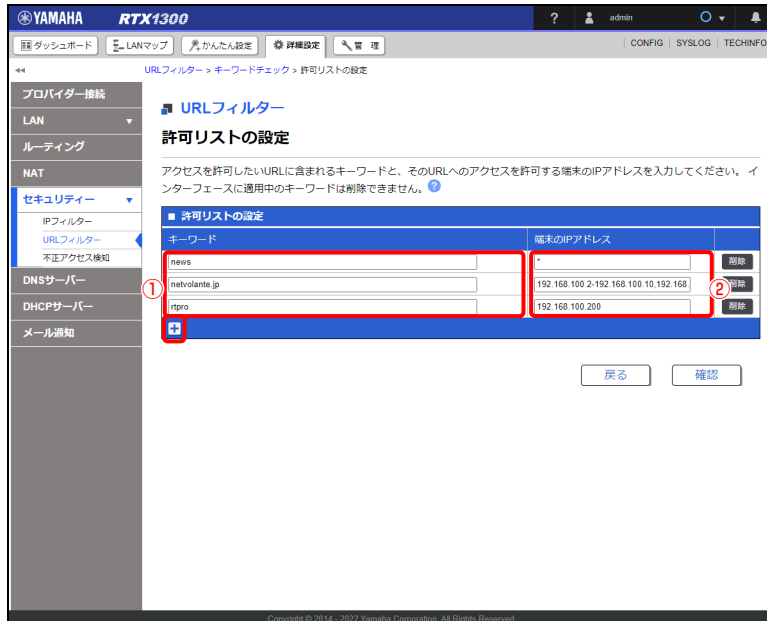 YAMAHA RTX1300 ? admin
ダッシュボード LANマップ かんたん設定 詳細設定 管 理 CONFIG | SYSLOG | TECHINFO
URLフィルター > キーワードチェック > 許可リストの設定
プロバイダー接続
LAN
ルーティング
NAT
セキュリティー
IPフィルター
URLフィルター
不正アクセス検知
DNSサーバー
DHCPサーバー
メール通知
URLフィルター
許可リストの設定
アクセスを許可したいURLに含まれるキーワードと、そのURLへのアクセスを許可する端末のIPアドレスを入力してください。 イ
ンターフェースに適用中のキーワードは削除できません。?
■ 許可リストの設定
キーワード 端末のIPアドレス
news * 削除
① netvolante.jp 192.168.100.2-192.168.100.10,192.168. ② 削除
rtpro 192.168.100.200 削除
+
戻る 確認
Copyright © 2014 - 2022 Yamaha Corporation. All Rights Reserved.